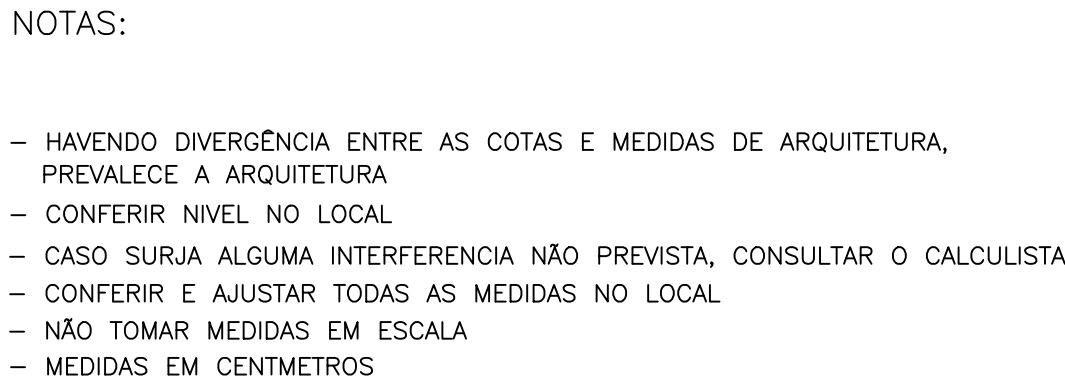 NOTAS:
- HAVENDO DIVERGÊNCIA ENTRE AS COTAS E MEDIDAS DE ARQUITETURA,
PREVALECE A ARQUITETURA
- CONFERIR NIVEL NO LOCAL
- CASO SURJA ALGUMA INTERFERENCIA NÃO PREVISTA, CONSULTAR O CALCULISTA
- CONFERIR E AJUSTAR TODAS AS MEDIDAS NO LOCAL
- NÃO TOMAR MEDIDAS EM ESCALA
- MEDIDAS EM CENTMETROS